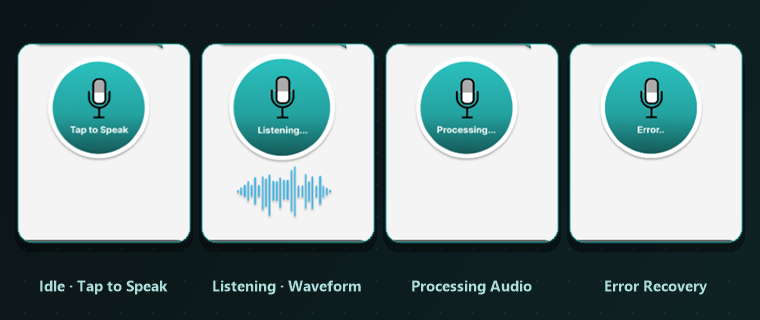 Tap to Speak
Listening...
Processing...
Error..
Idle · Tap to Speak
Listening · Waveform
Processing Audio
Error Recovery